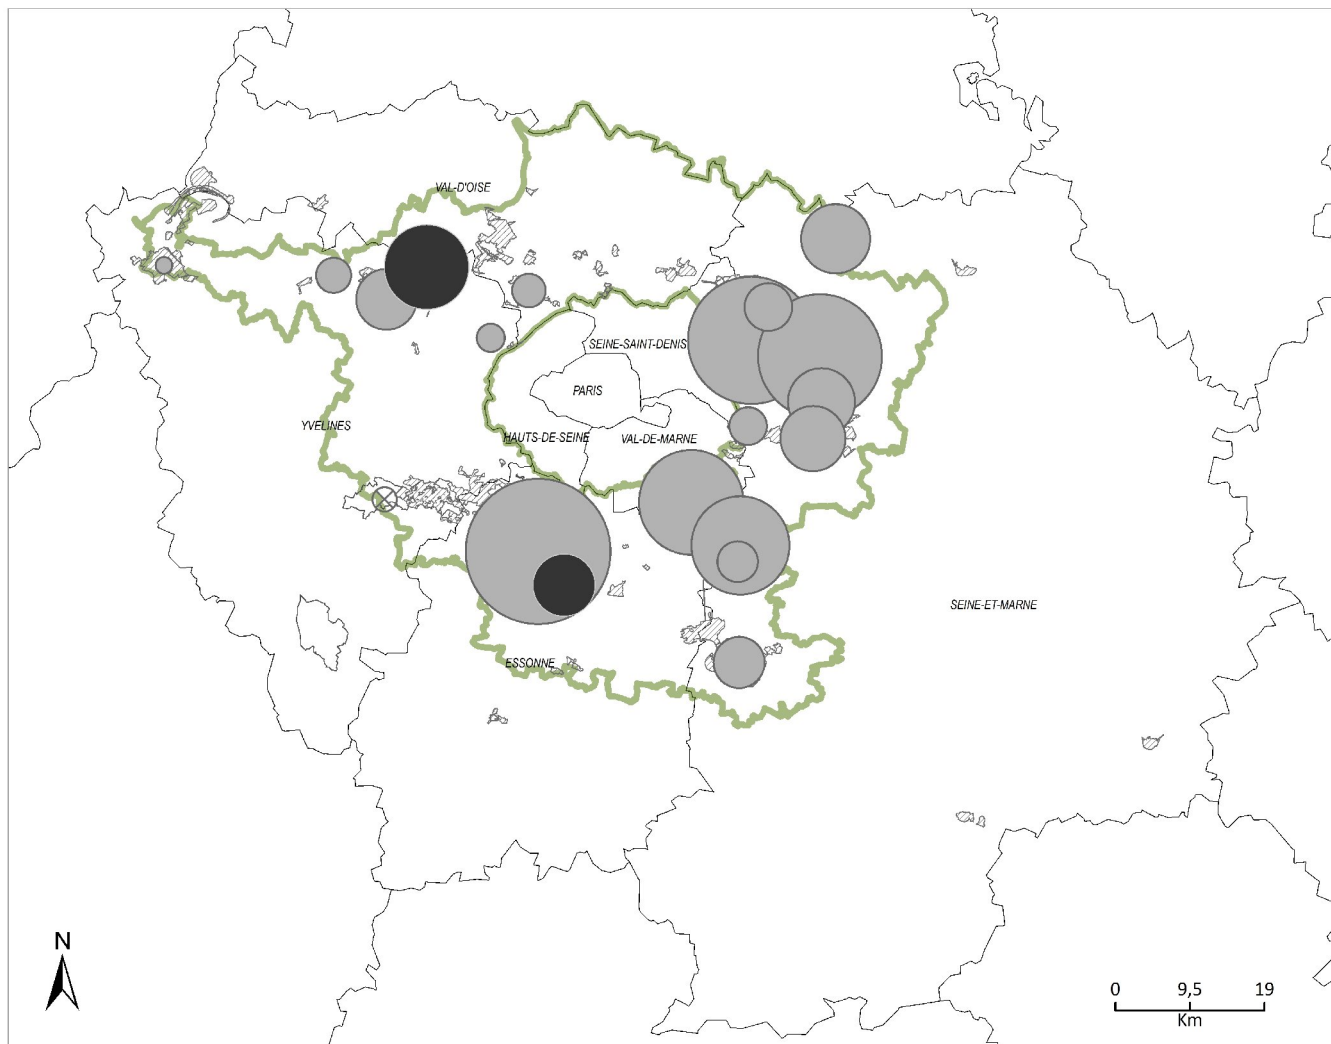 VAL-D'OISE
SEINE-SAINT-DENIS
PARIS
YVELINES
HAUTS-DE-SEINE
VAL-DE-MARNE
SEINE-ET-MARNE
ESSONNE
N
0 9,5 19
Km